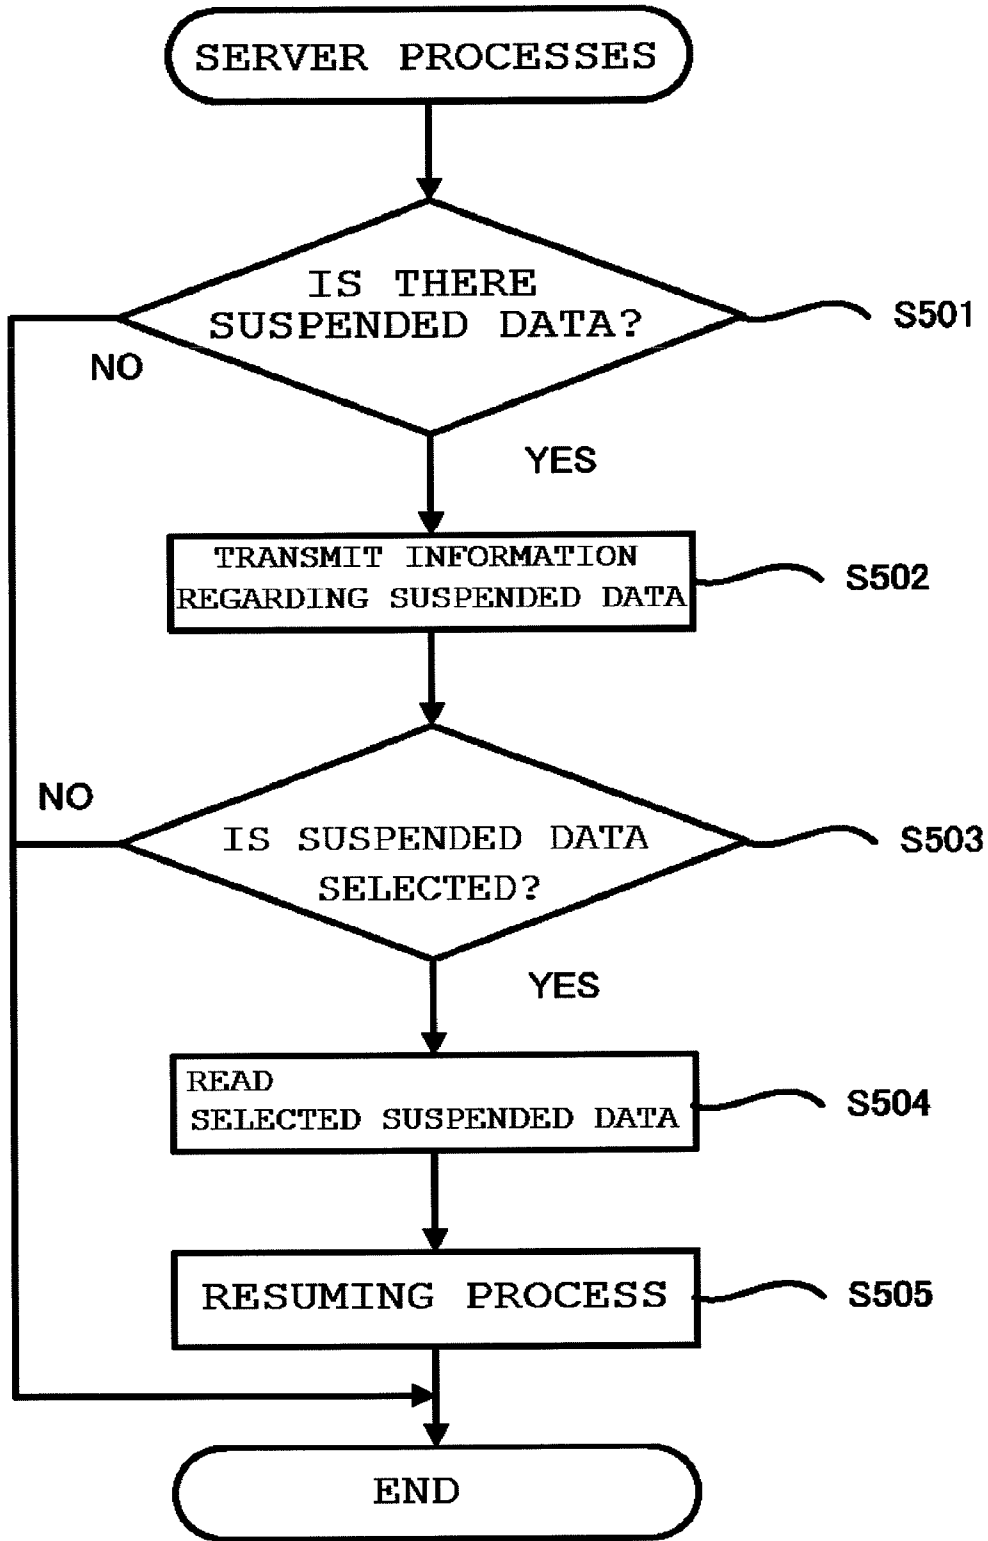 SERVER PROCESSES
IS THERE
SUSPENDED DATA?
S501
NO
YES
TRANSMIT INFORMATION
REGARDING SUSPENDED DATA
S502
NO
IS SUSPENDED DATA
SELECTED?
S503
YES
READ
SELECTED SUSPENDED DATA
S504
RESUMING PROCESS
S505
END